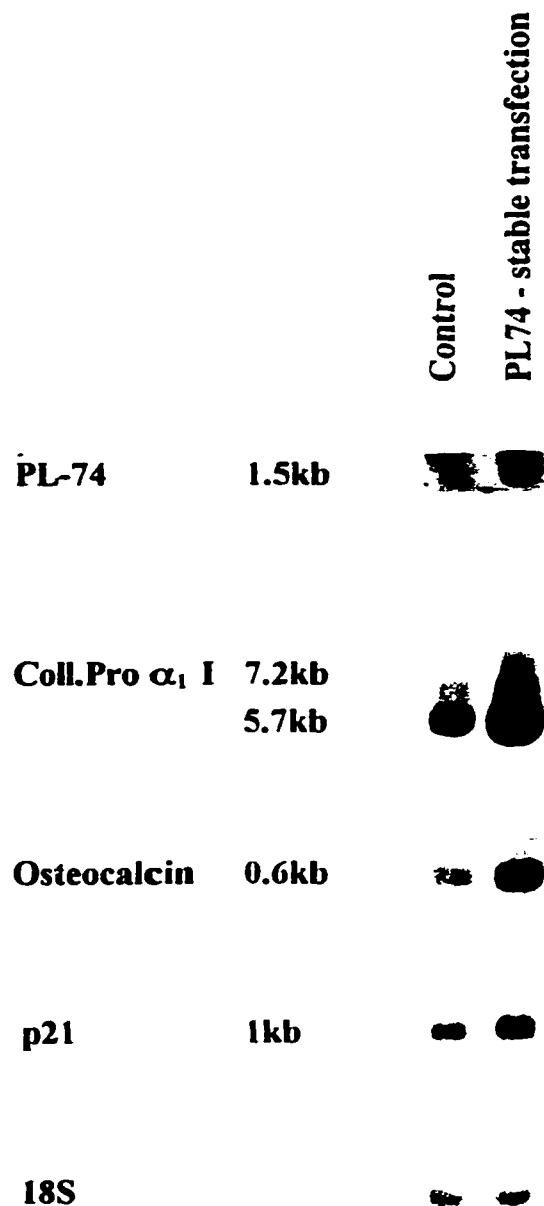 Control
PL74 - stable transfection
PL-74 1.5kb
Coll.Pro α₁ I 7.2kb
5.7kb
Osteocalcin 0.6kb
p21 1kb
18S